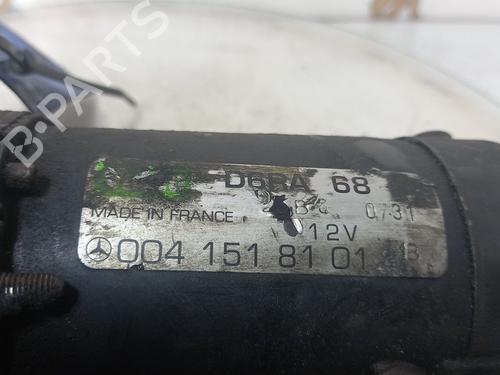 D6RA 68
B 0731
MADE IN FRANCE
12V
004 151 81 01 B
B-PARTS